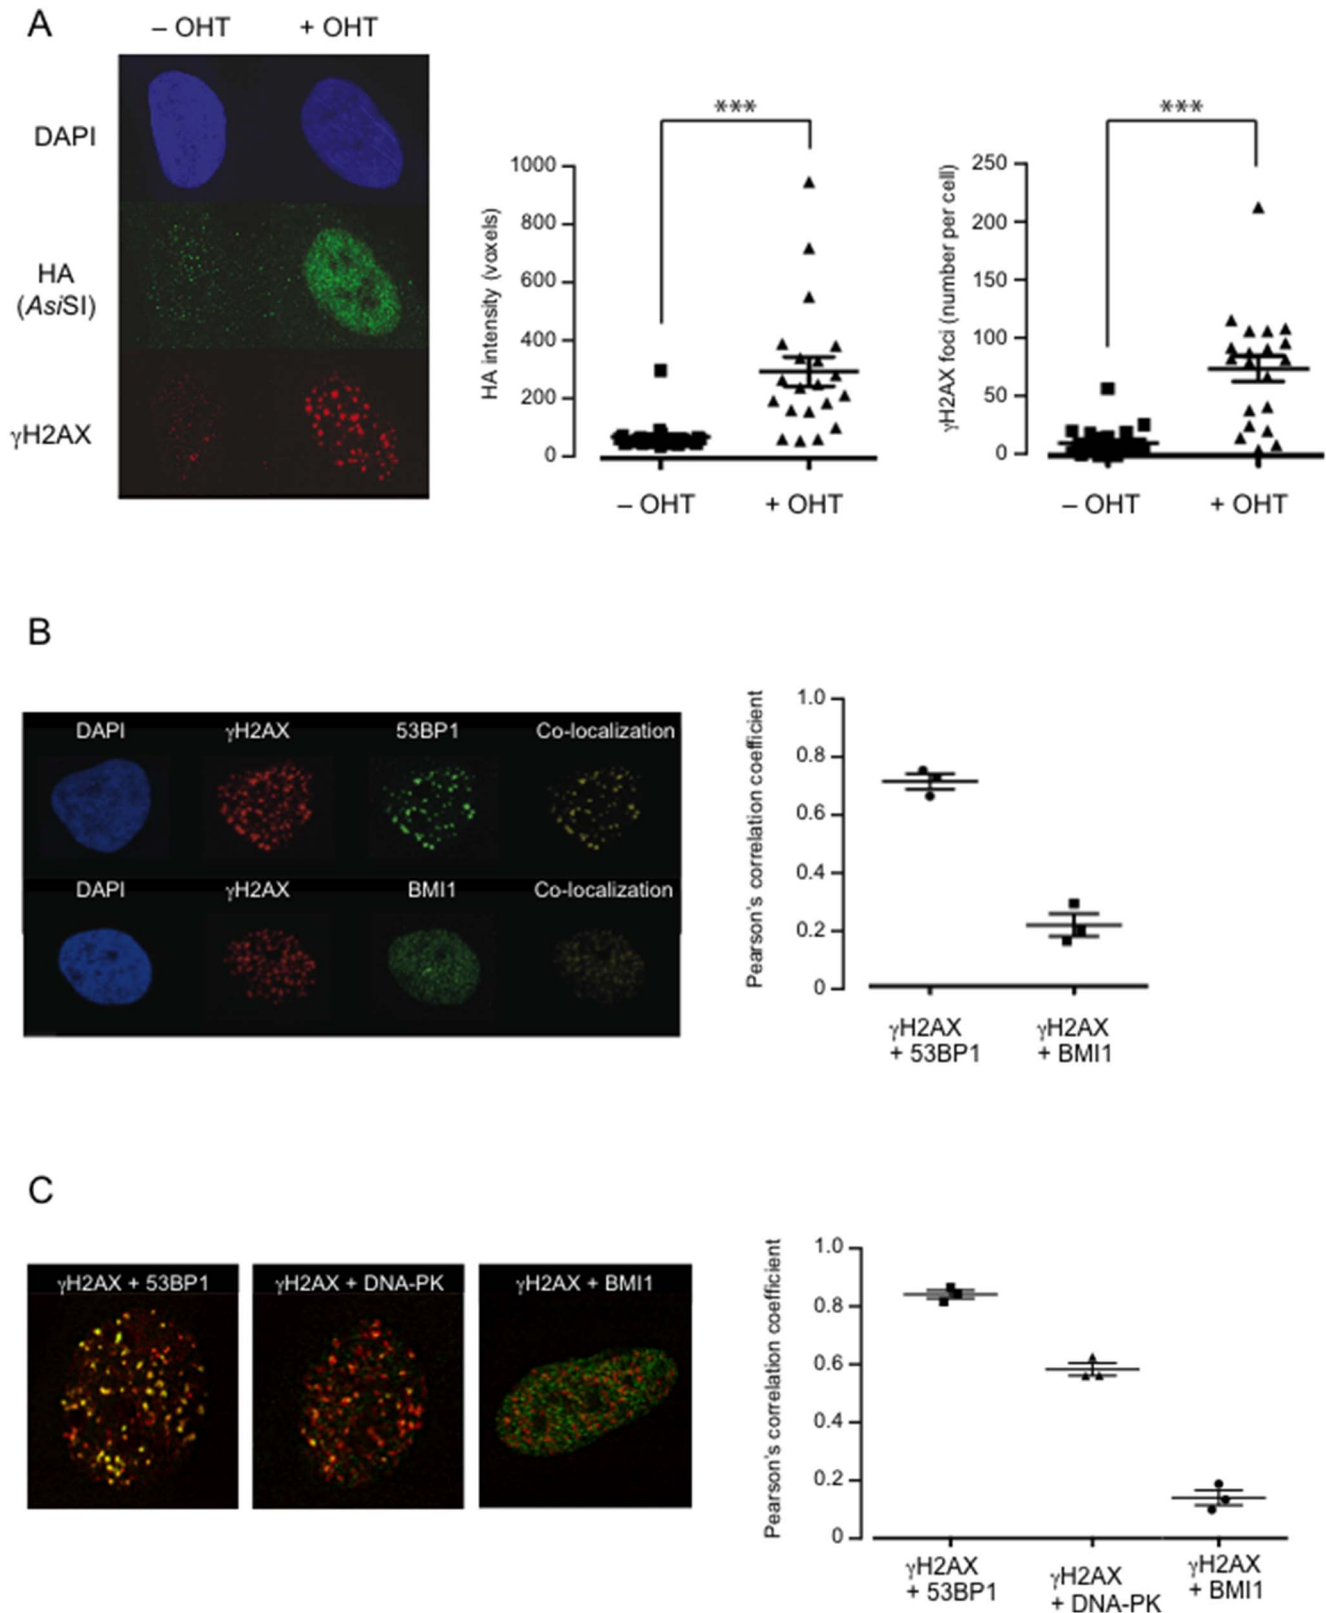 A
– OHT
+ OHT
DAPI
HA
(AsiSI)
γH2AX
HA intensity (voxels)
1000
800
600
400
200
0
***
– OHT
+ OHT
γH2AX foci (number per cell)
250
200
150
100
50
0
***
– OHT
+ OHT
B
DAPI
γH2AX
53BP1
Co-localization
DAPI
γH2AX
BMI1
Co-localization
Pearson's correlation coefficient
1.0
0.8
0.6
0.4
0.2
0
γH2AX
+ 53BP1
γH2AX
+ BMI1
C
γH2AX + 53BP1
γH2AX + DNA-PK
γH2AX + BMI1
Pearson's correlation coefficient
1.0
0.8
0.6
0.4
0.2
0
γH2AX
+ 53BP1
γH2AX
+ DNA-PK
γH2AX
+ BMI1